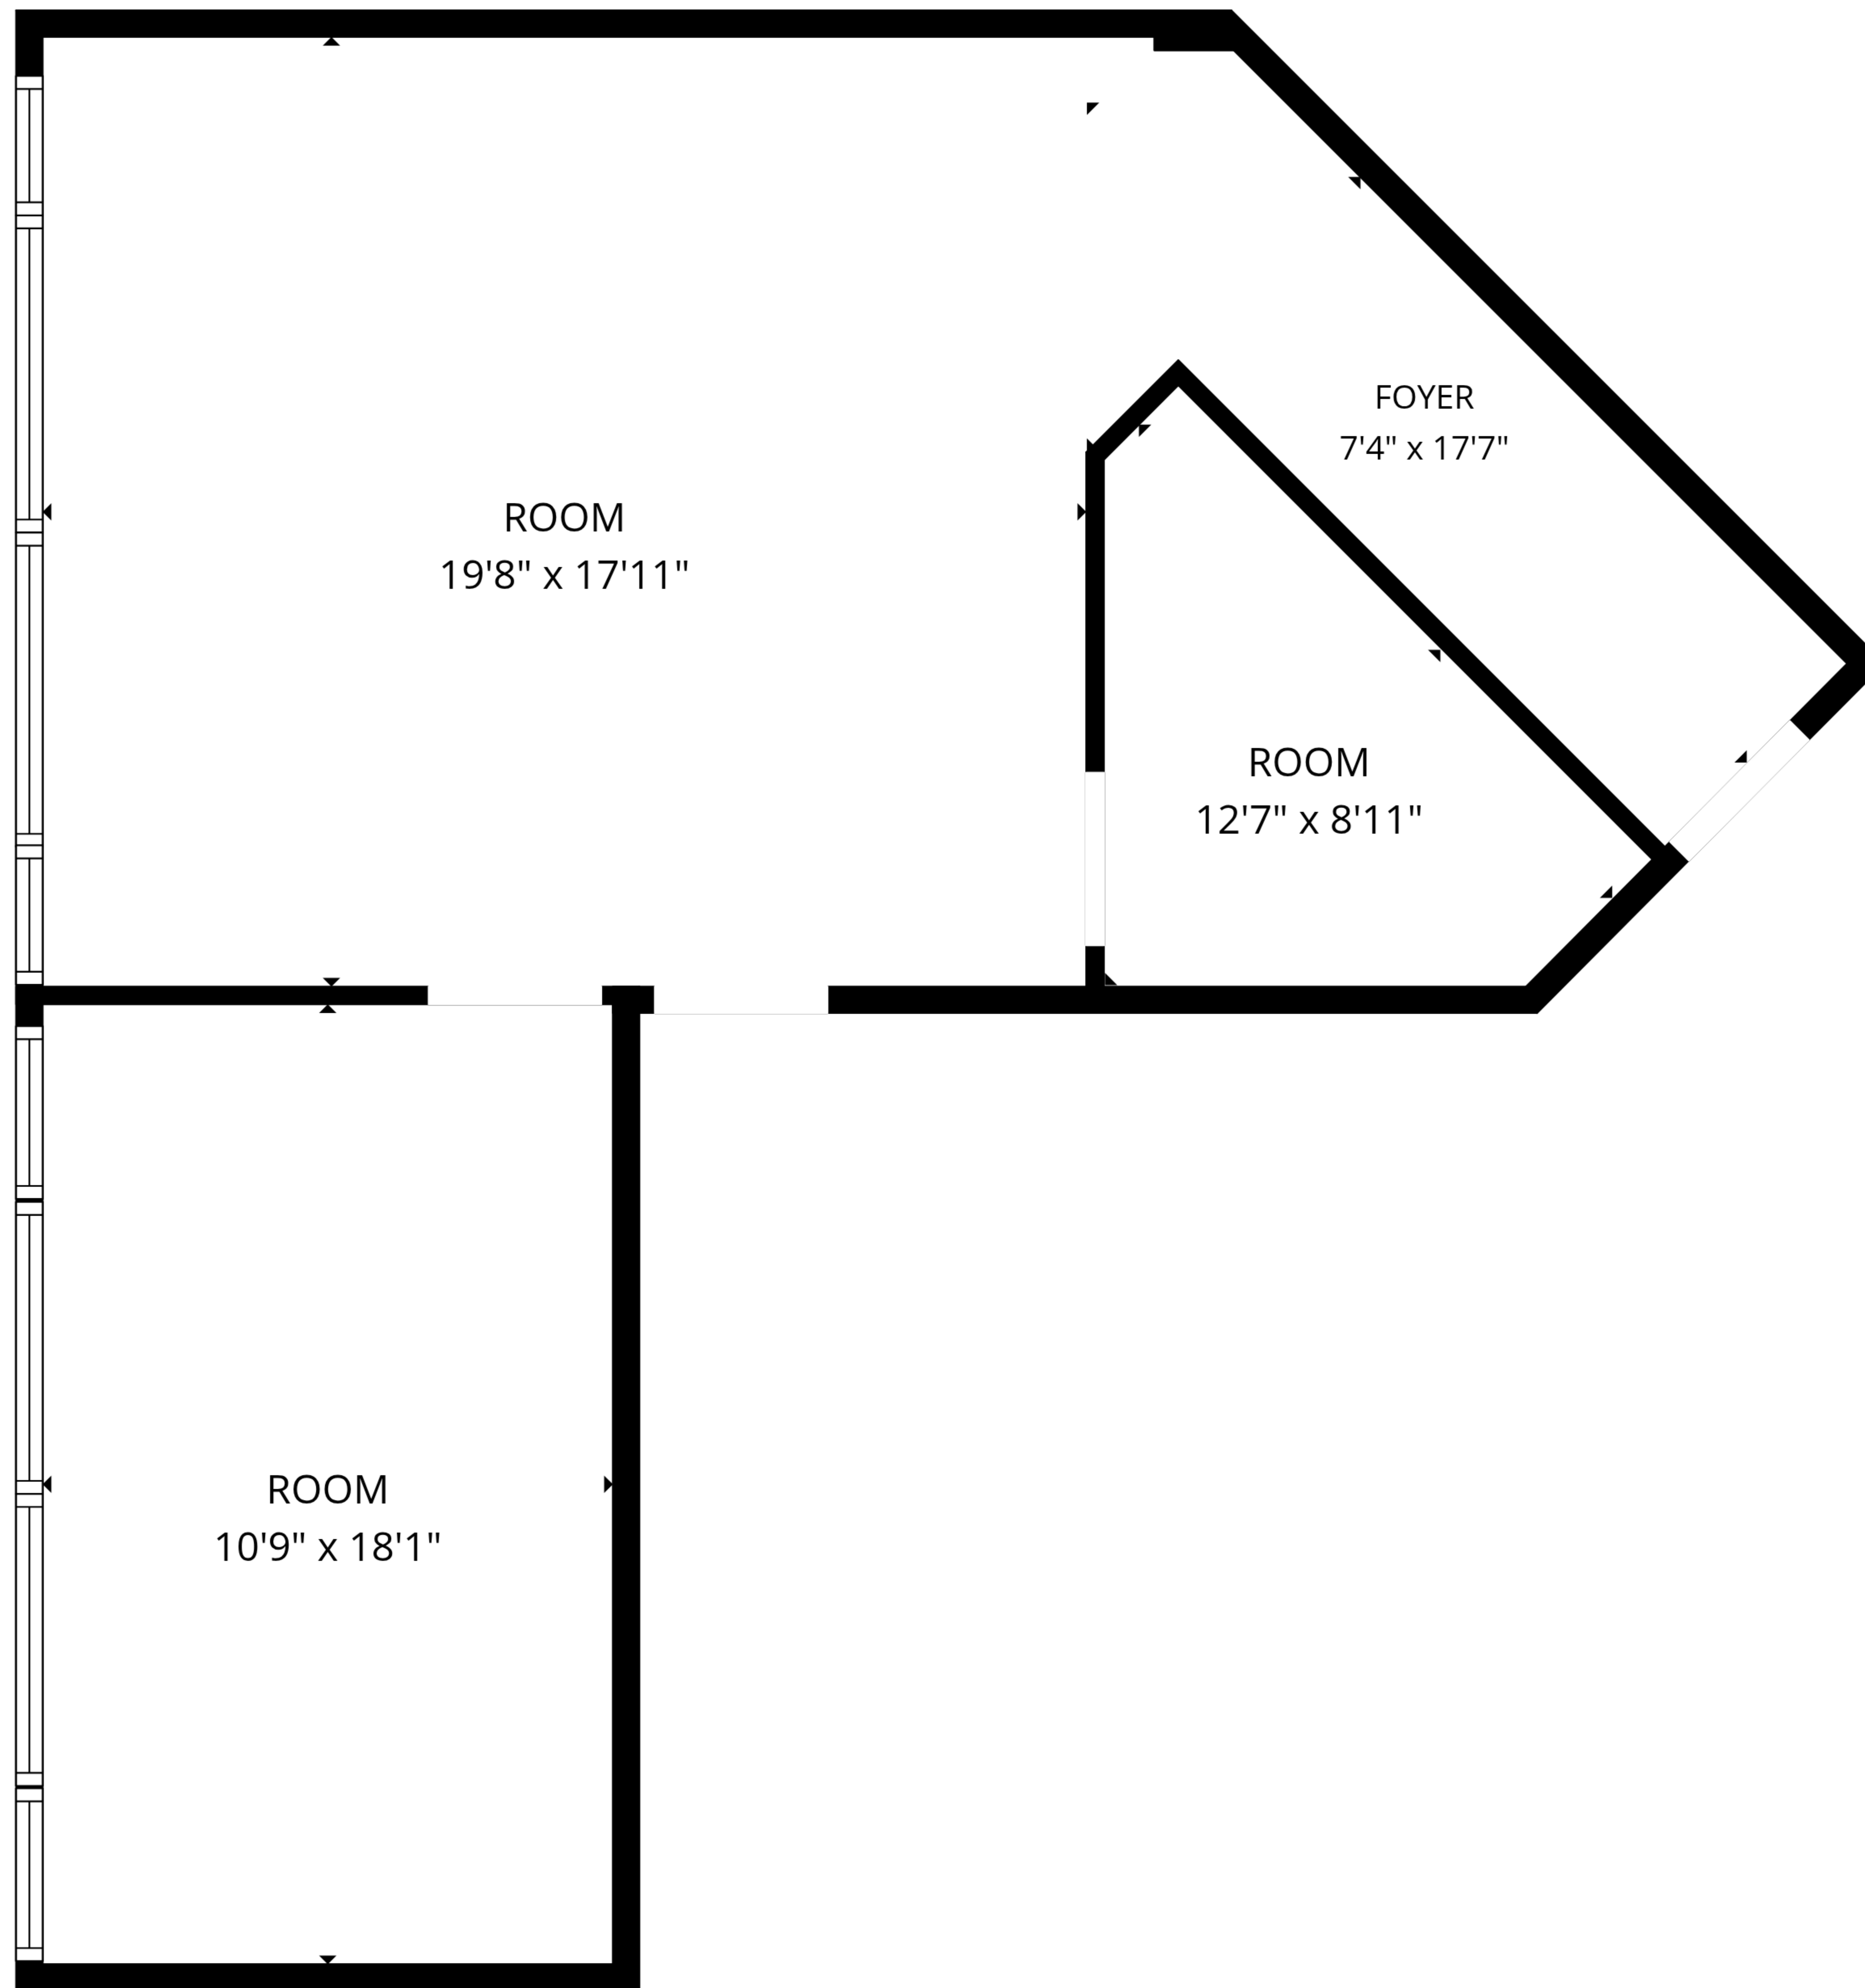 FOYER
7'4" x 17'7"
ROOM
19'8" x 17'11"
ROOM
12'7" x 8'11"
ROOM
10'9" x 18'1"